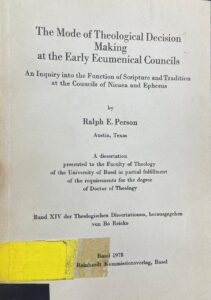 The Mode of Theological Decision
Making
at the Early Ecumenical Councils
An Inquiry into the Function of Scripture and Tradition
at the Councils of Nicaea and Ephesus
by
Ralph E. Person
Austin, Texas
A dissertation
presented to the Faculty of Theology
of the University of Basel in partial fulfillment
of the requirements for the degree
of Doctor of Theology
Band XIV der Theologischen Dissertationen, herausgegeben
von Bo Reicke
Basel 1978
Reinhardt Kommissionsverlag, Basel